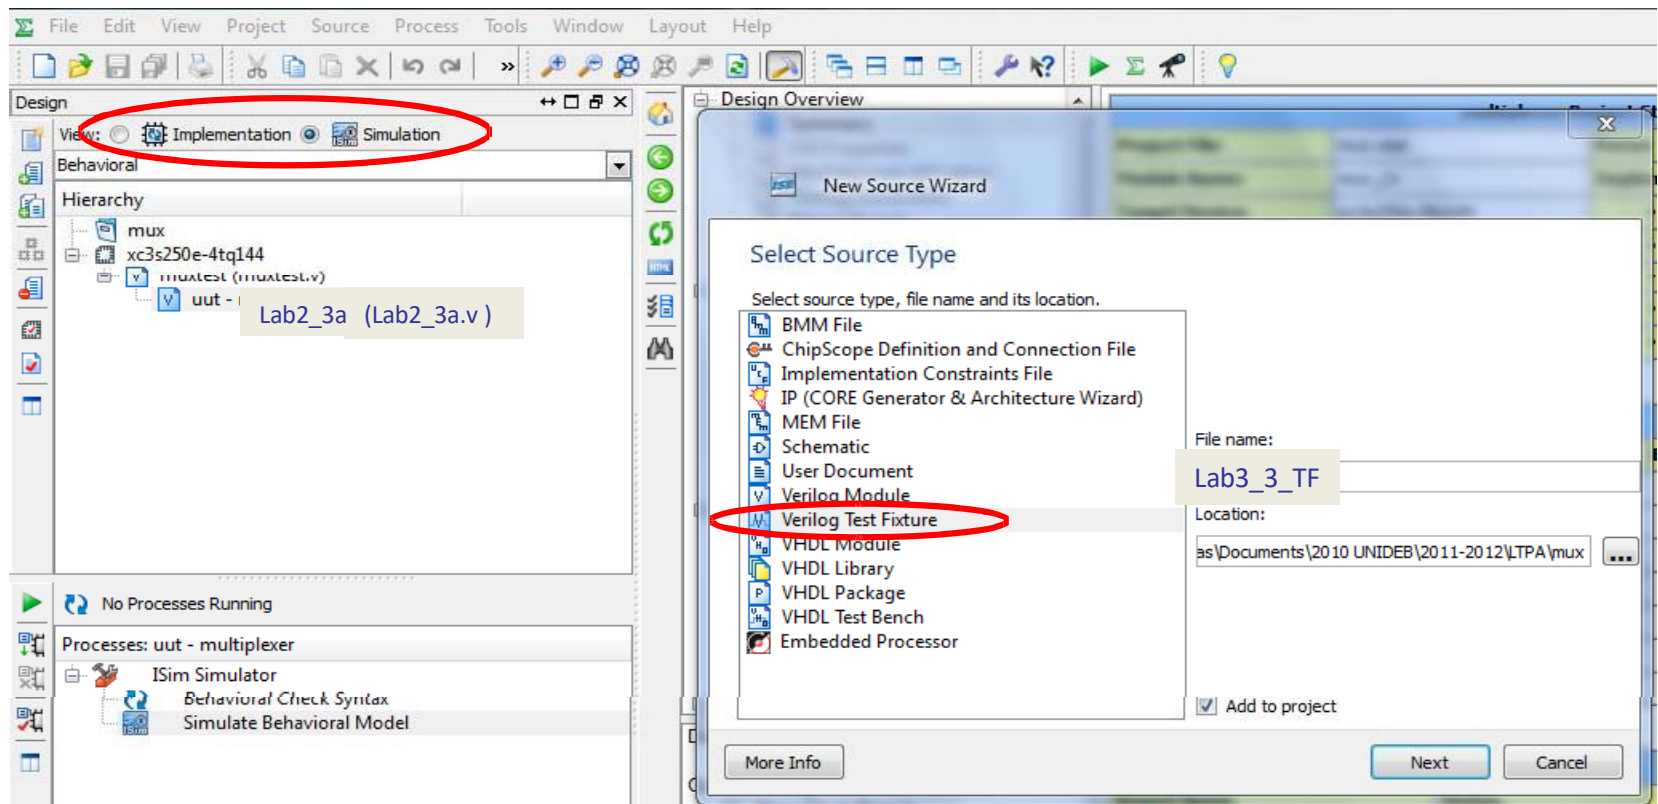 File Edit View Project Source Process Tools Window Layout Help
Design
View: Implementation Simulation
Behavioral
Hierarchy
mux
xc3s250e-4tq144
muxtest (muxtest.v)
uut -
Lab2_3a (Lab2_3a.v )
No Processes Running
Processes: uut - multiplexer
ISim Simulator
Behavioral Check Syntax
Simulate Behavioral Model
Design Overview
New Source Wizard
Select Source Type
Select source type, file name and its location.
BMM File
ChipScope Definition and Connection File
Implementation Constraints File
IP (CORE Generator & Architecture Wizard)
MEM File
Schematic
User Document
Verilog Module
Verilog Test Fixture
VHDL Module
VHDL Library
VHDL Package
VHDL Test Bench
Embedded Processor
File name:
Lab3_3_TF
Location:
as\Documents\2010 UNIDEB\2011-2012\LTPA\mux
...
Add to project
More Info
Next
Cancel